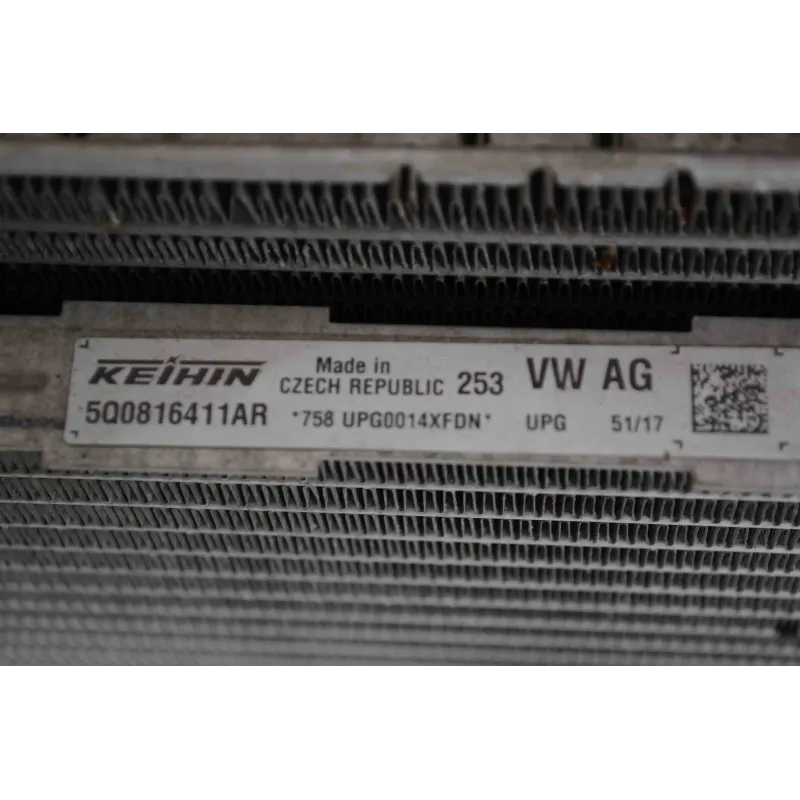 KEIHIN Made in CZECH REPUBLIC 253 VW AG
5Q0816411AR *758 UPG0014XFDN* UPG 51/17